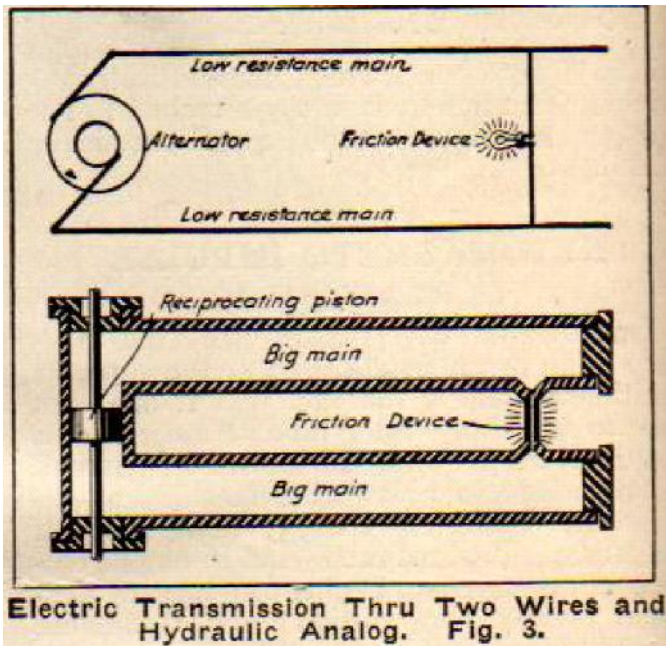 Low resistance main
Alternator
Friction Device
Low resistance main
Reciprocating piston
Big main
Friction Device
Big main
Electric Transmission Thru Two Wires and
Hydraulic Analog. Fig. 3.